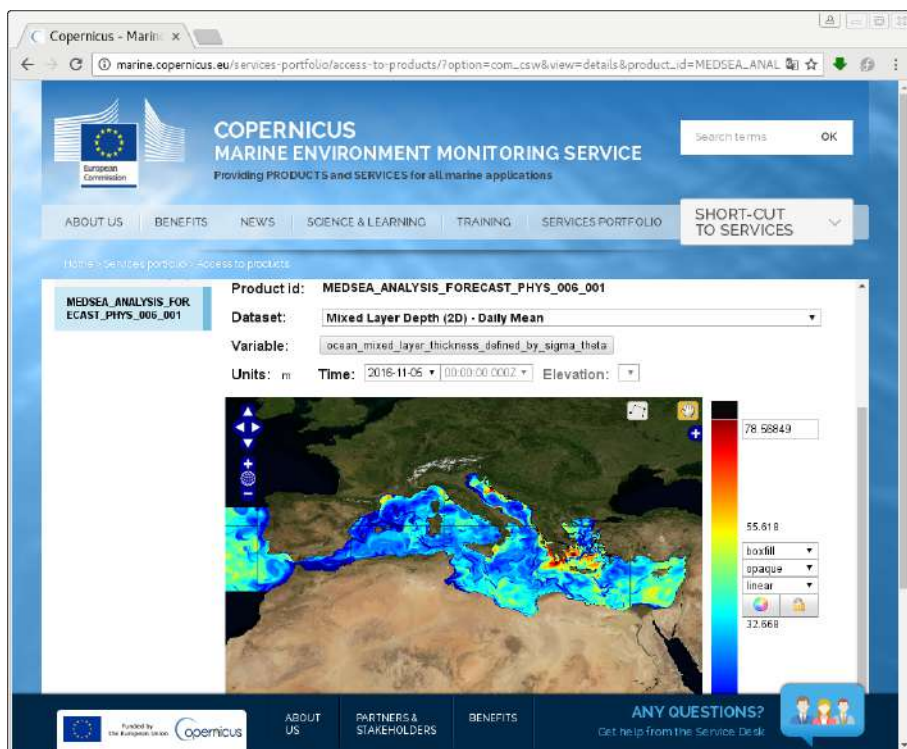 Copernicus - Marin
marine.copernicus.eu/services-portfolio/access-to-products/?option=com_csw&view=details&product_id=MEDSEA_ANAL
European
Commission
COPERNICUS
MARINE ENVIRONMENT MONITORING SERVICE
Providing PRODUCTS and SERVICES for all marine applications
Search terms OK
ABOUT US BENEFITS NEWS SCIENCE & LEARNING TRAINING SERVICES PORTFOLIO
SHORT-CUT
TO SERVICES
Home > Services portfolio > Access to products
MEDSEA_ANALYSIS_FOR
ECAST_PHYS_006_001
Product id: MEDSEA_ANALYSIS_FORECAST_PHYS_006_001
Dataset: Mixed Layer Depth (2D) - Daily Mean
Variable: ocean_mixed_layer_thickness_defined_by_sigma_theta
Units: m Time: 2016-11-05 00:00:00.000Z Elevation:
78.56849
55.618
boxfill
opaque
linear
32.668
Funded by
the European Union
opernicus
ABOUT
US
PARTNERS &
STAKEHOLDERS
BENEFITS
ANY QUESTIONS?
Get help from the Service Desk